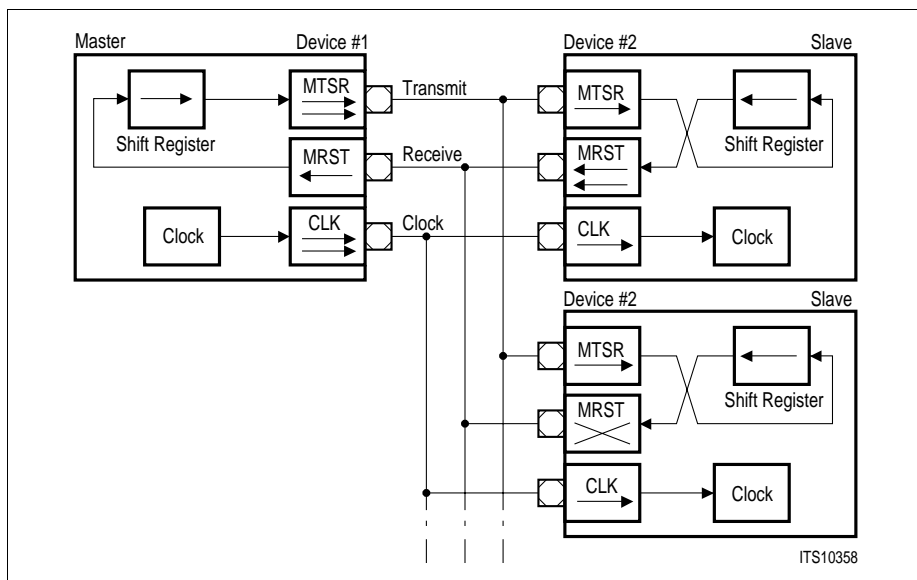 Master Device #1
MTSR
Shift Register
MRST
Clock
CLK
Transmit
Receive
Clock
Device #2 Slave
MTSR
Shift Register
MRST
CLK
Clock
Device #2 Slave
MTSR
Shift Register
MRST
CLK
Clock
ITS10358